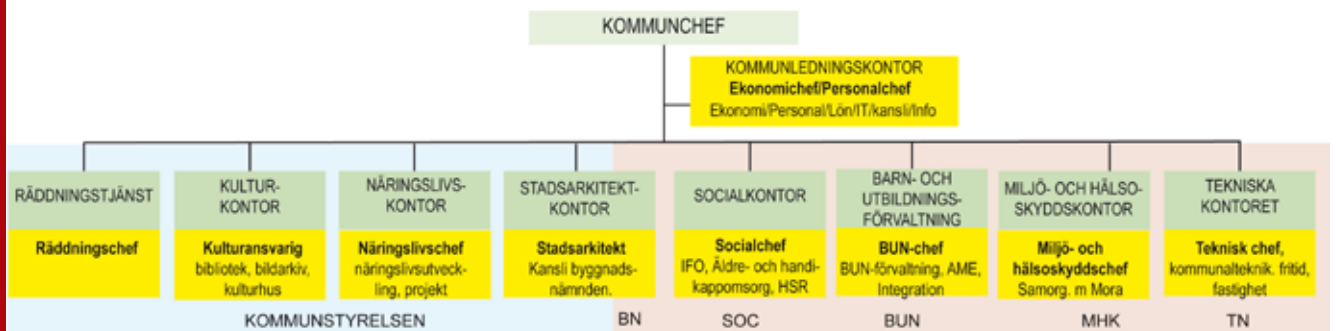 KOMMUNCHEF
KOMMUNLEDNINGSKONTOR
Ekonomichef/Personalchef
Ekonomi/Personal/Lön/IT/kansli/Info
RÄDDNINGSTJÄNST
Räddningschef
KULTUR-
KONTOR
Kulturansvarig
bibliotek, bildarkiv,
kulturhus
NÄRINGSLIVS-
KONTOR
Näringslivschef
näringslivsutveck-
ling, projekt
STADSARKITEKT-
KONTOR
Stadsarkitekt
Kansli byggnads-
nämnden.
SOCIALKONTOR
Socialchef
IFO, Äldre- och handi-
kappomsorg, HSR
BARN- OCH
UTBILDNINGS-
FÖRVALTNING
BUN-chef
BUN-förvaltning, AME,
Integration
MILJÖ- OCH HÄLSO-
SKYDDSKONTOR
Miljö- och
hälsoskyddschef
Samorg. m Mora
TEKNISKA
KONTORET
Teknisk chef,
kommunalteknik. fritid,
fastighet
KOMMUNSTYRELSEN
BN
SOC
BUN
MHK
TN